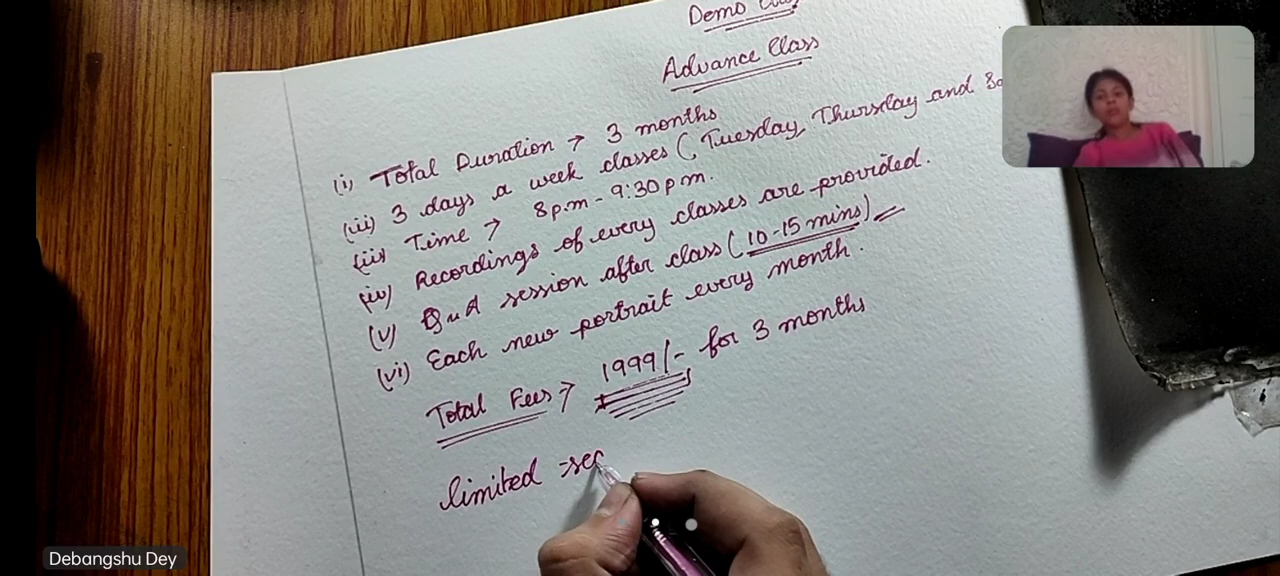 Demo
Advance Class
(i) Total Duration → 3 months
(ii) 3 days a week classes (Tuesday, Thursday and
(iii) Time → 8 p.m - 9:30 p.m.
(iv) Recordings of every classes are provided.
(v) QnA session after class (10-15 mins)
(vi) Each new portrait every month.
Total Fees → 1999/- for 3 months
limited
Debangshu Dey